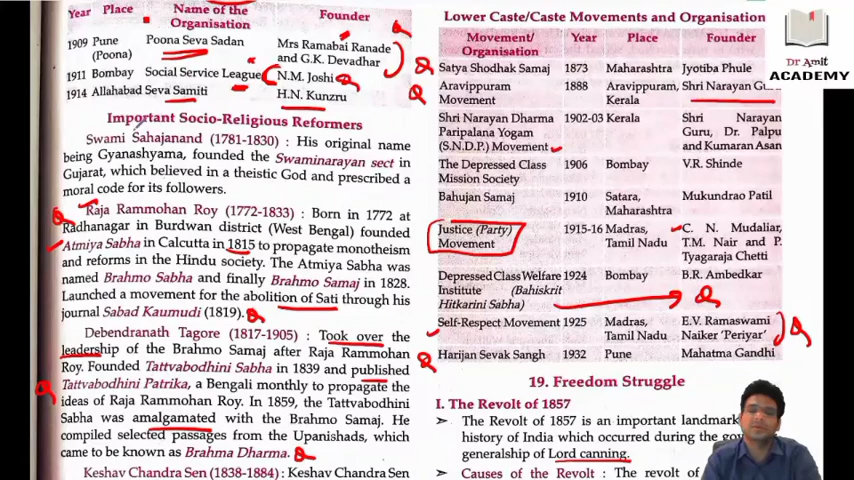 Year Place Name of the Organisation Founder
1909 Pune (Poona) Poona Seva Sadan Mrs Ramabai Ranade and G.K. Devadhar
1911 Bombay Social Service League N.M. Joshi
1914 Allahabad Seva Samiti H.N. Kunzru
Important Socio-Religious Reformers
Swami Sahajanand (1781-1830) : His original name
being Gyanashyama, founded the Swaminarayan sect in
Gujarat, which believed in a theistic God and prescribed a
moral code for its followers.
Raja Rammohan Roy (1772-1833) : Born in 1772 at
Radhanagar in Burdwan district (West Bengal) founded
Atmiya Sabha in Calcutta in 1815 to propagate monotheism
and reforms in the Hindu society. The Atmiya Sabha was
named Brahmo Sabha and finally Brahmo Samaj in 1828.
Launched a movement for the abolition of Sati through his
journal Sabad Kaumudi (1819).
Debendranath Tagore (1817-1905) : Took over the
leadership of the Brahmo Samaj after Raja Rammohan
Roy. Founded Tattvabodhini Sabha in 1839 and published
Tattvabodhini Patrika, a Bengali monthly to propagate the
ideas of Raja Rammohan Roy. In 1859, the Tattvabodhini
Sabha was amalgamated with the Brahmo Samaj. He
compiled selected passages from the Upanishads, which
came to be known as Brahma Dharma.
Keshav Chandra Sen (1838-1884) : Keshav Chandra Sen
Lower Caste/Caste Movements and Organisation
Movement/ Organisation Year Place Founder
Satya Shodhak Samaj 1873 Maharashtra Jyotiba Phule
Aravippuram Movement 1888 Aravippuram, Kerala Shri Narayan
Shri Narayan Dharma Paripalana Yogam (S.N.D.P.) Movement 1902-03 Kerala Shri Narayan Guru, Dr. Palpu and Kumaran Asan
The Depressed Class Mission Society 1906 Bombay V.R. Shinde
Bahujan Samaj 1910 Satara, Maharashtra Mukundrao Patil
Justice (Party) Movement 1915-16 Madras, Tamil Nadu C. N. Mudaliar, T.M. Nair and P. Tyagaraja Chetti
Depressed Class Welfare Institute (Bahiskrit Hitkarini Sabha) 1924 Bombay B.R. Ambedkar
Self-Respect Movement 1925 Madras, Tamil Nadu E.V. Ramaswami Naiker 'Periyar'
Harijan Sevak Sangh 1932 Pune Mahatma Gandhi
19. Freedom Struggle
I. The Revolt of 1857
➢ The Revolt of 1857 is an important landmark
history of India which occurred during the
generalship of Lord canning.
➢ Causes of the Revolt : The revolt of
Dr Amit
ACADEMY